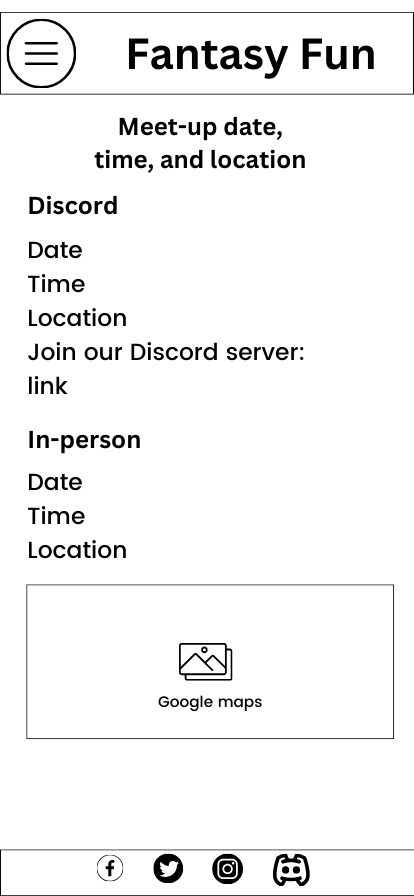 Fantasy Fun
Meet-up date,
time, and location
Discord
Date
Time
Location
Join our Discord server:
link
In-person
Date
Time
Location
Google maps